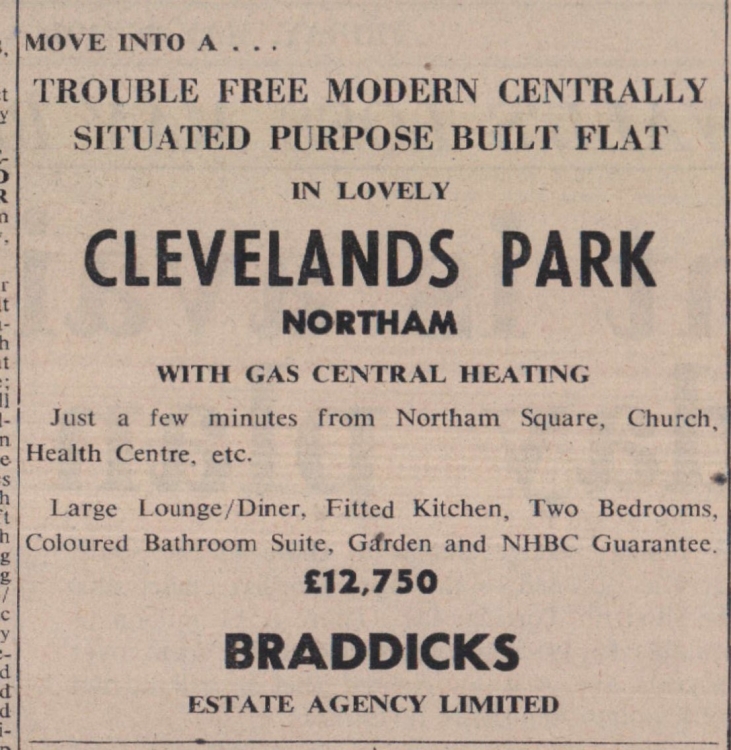 MOVE INTO A . . .
TROUBLE FREE MODERN CENTRALLY
SITUATED PURPOSE BUILT FLAT
IN LOVELY
CLEVELANDS PARK
NORTHAM
WITH GAS CENTRAL HEATING
Just a few minutes from Northam Square, Church,
Health Centre, etc.
Large Lounge/Diner, Fitted Kitchen, Two Bedrooms,
Coloured Bathroom Suite, Garden and NHBC Guarantee.
£12,750
BRADDICKS
ESTATE AGENCY LIMITED